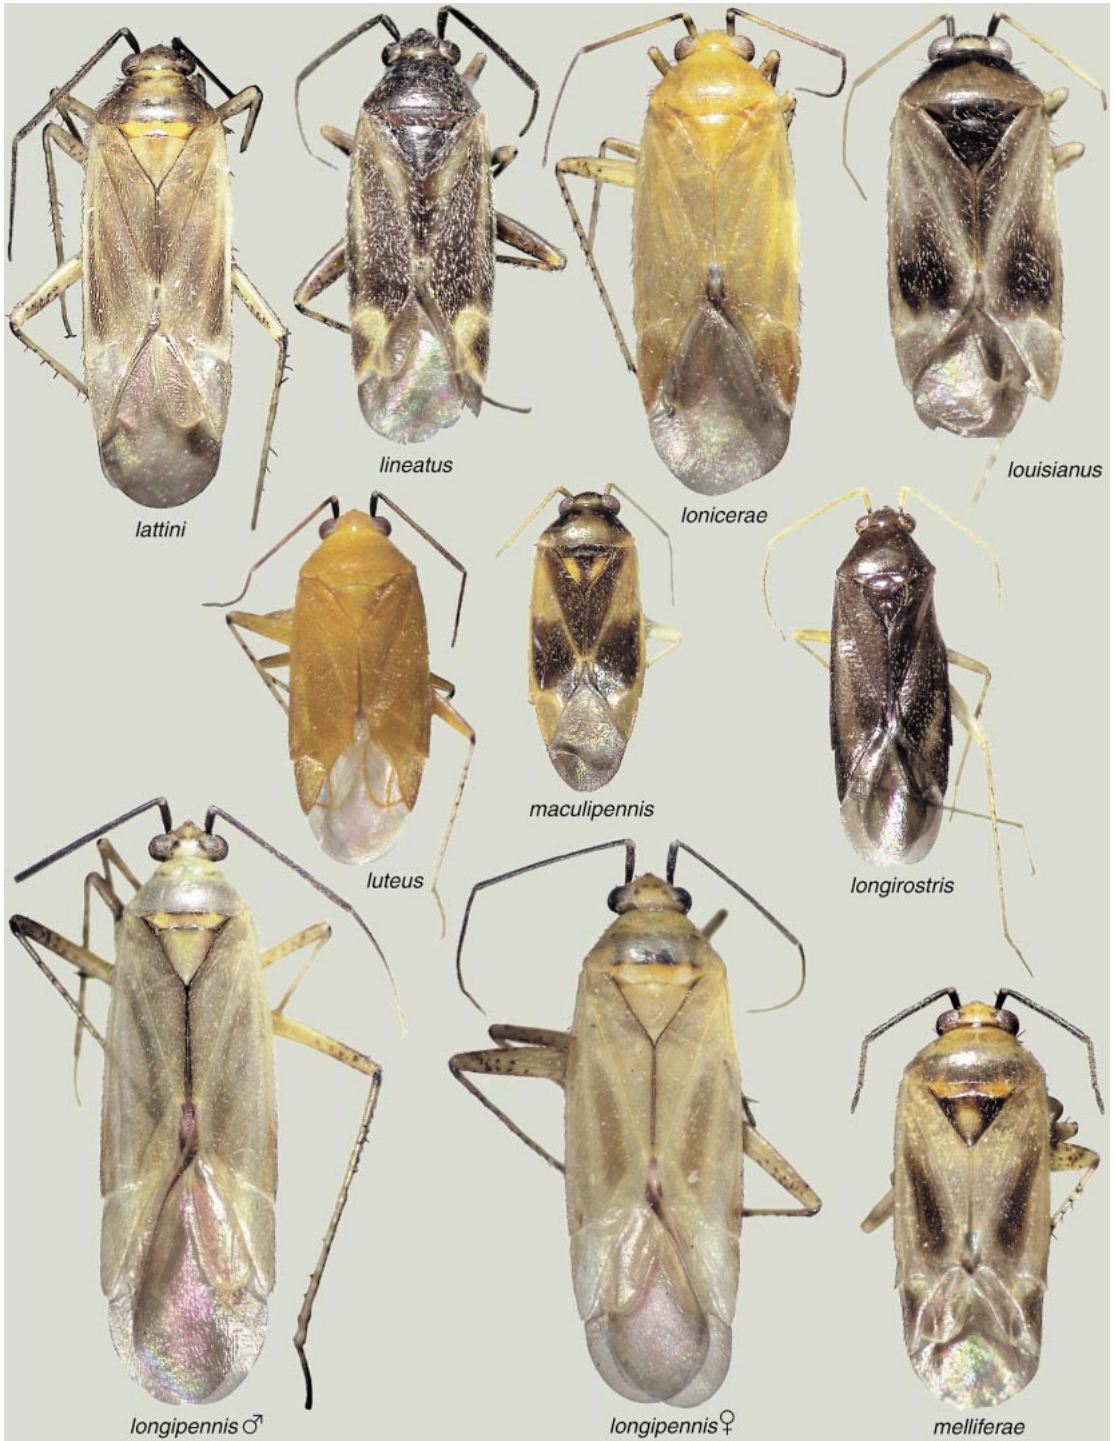 lineatus
louisianus
lonicerae
lattini
maculipennis
luteus
longirostris
longipennis ♂
longipennis ♀
melliferae